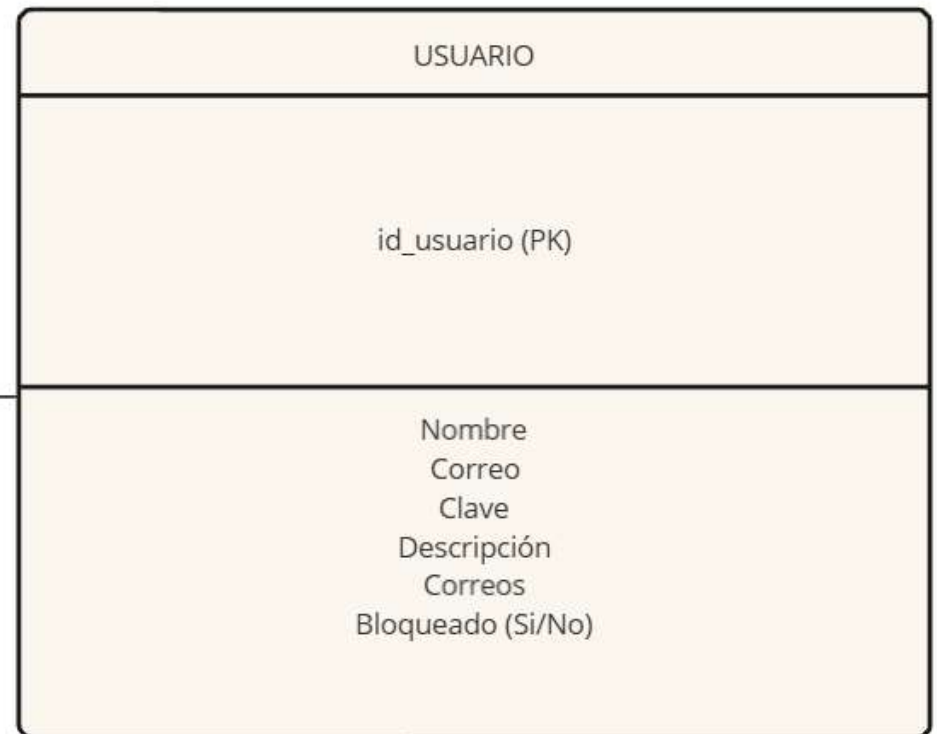 USUARIO
id_usuario (PK)
Nombre
Correo
Clave
Descripción
Correos
Bloqueado (Si/No)